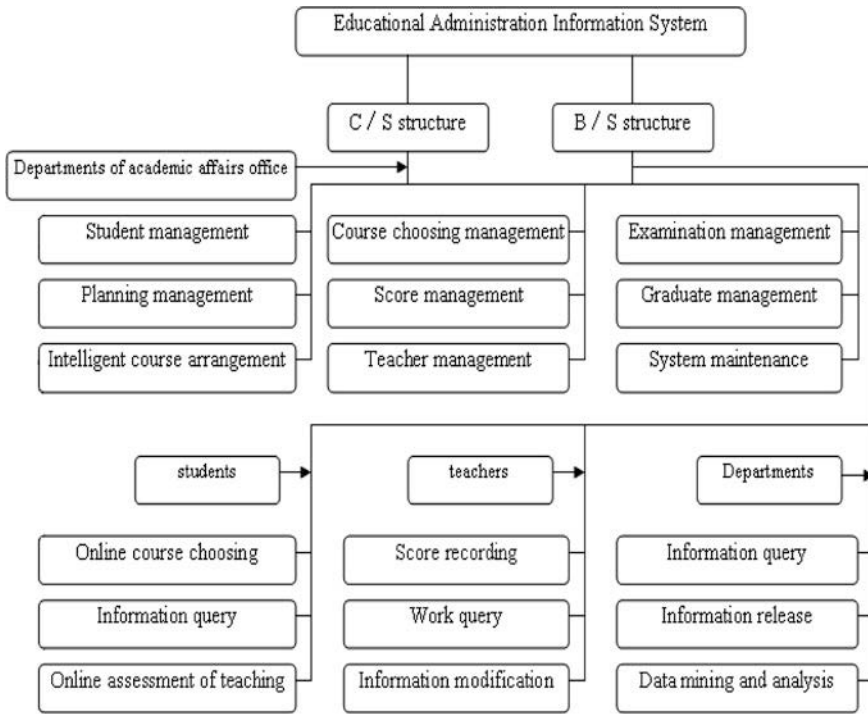 Educational Administration Information System
C / S structure
B / S structure
Departments of academic affairs office
Student management
Course choosing management
Examination management
Planning management
Score management
Graduate management
Intelligent course arrangement
Teacher management
System maintenance
students
teachers
Departments
Online course choosing
Score recording
Information query
Information query
Work query
Information release
Online assessment of teaching
Information modification
Data mining and analysis